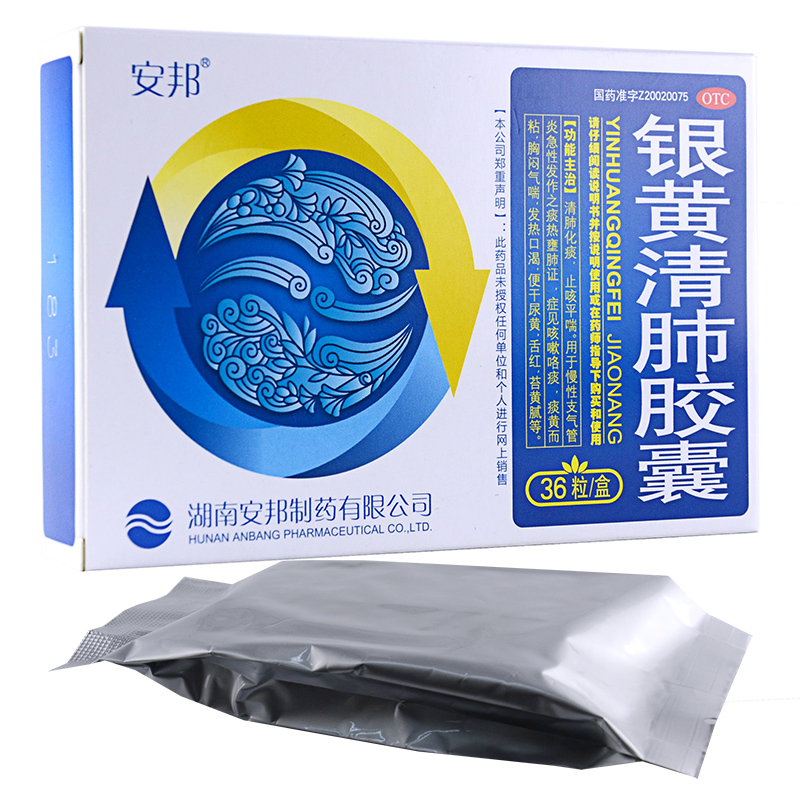 安邦®
国药准字Z20020075
OTC
银黄清肺胶囊
YINHUANGQINGFEI JIAONANG
请仔细阅读说明书并按说明使用或在药师指导下购买和使用
【功能主治】清肺化痰，止咳平喘。用于慢性支气管
炎急性发作之痰热壅肺证，症见咳嗽咯痰，痰黄而
粘，胸闷气喘，发热口渴，便干尿黄，舌红，苔黄腻等。
36粒/盒
【本公司郑重声明】：此药品未授权任何单位和个人进行网上销售
湖南安邦制药有限公司
HUNAN ANBANG PHARMACEUTICAL CO.,LTD.
183